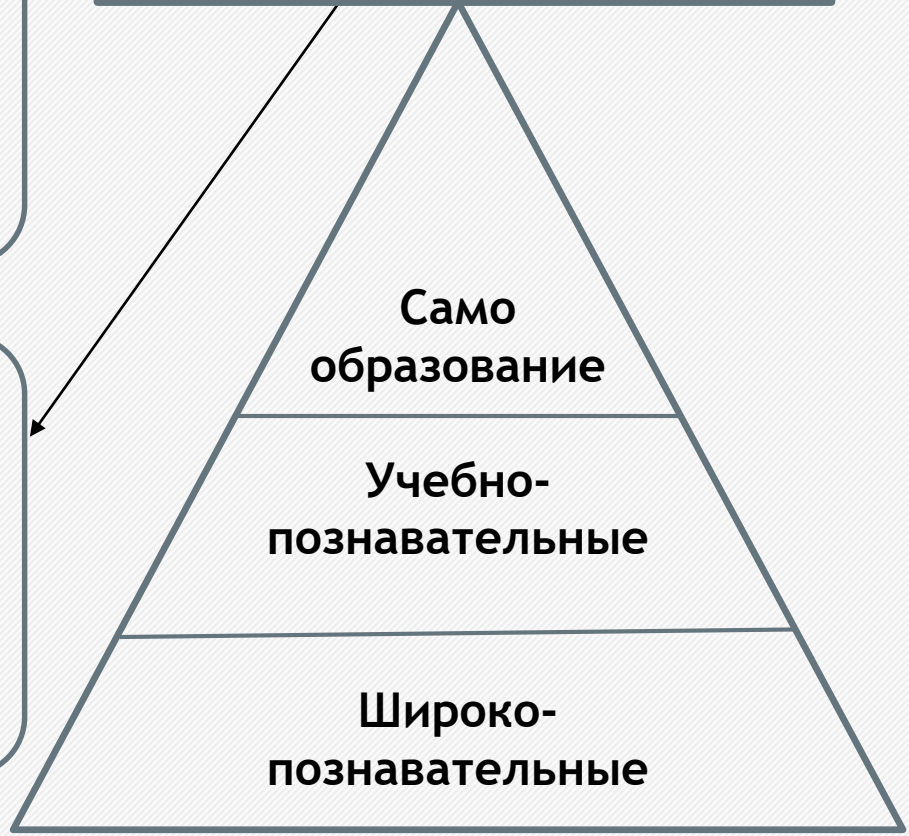 Само
образование
Учебно-
познавательные
Широко-
познавательные